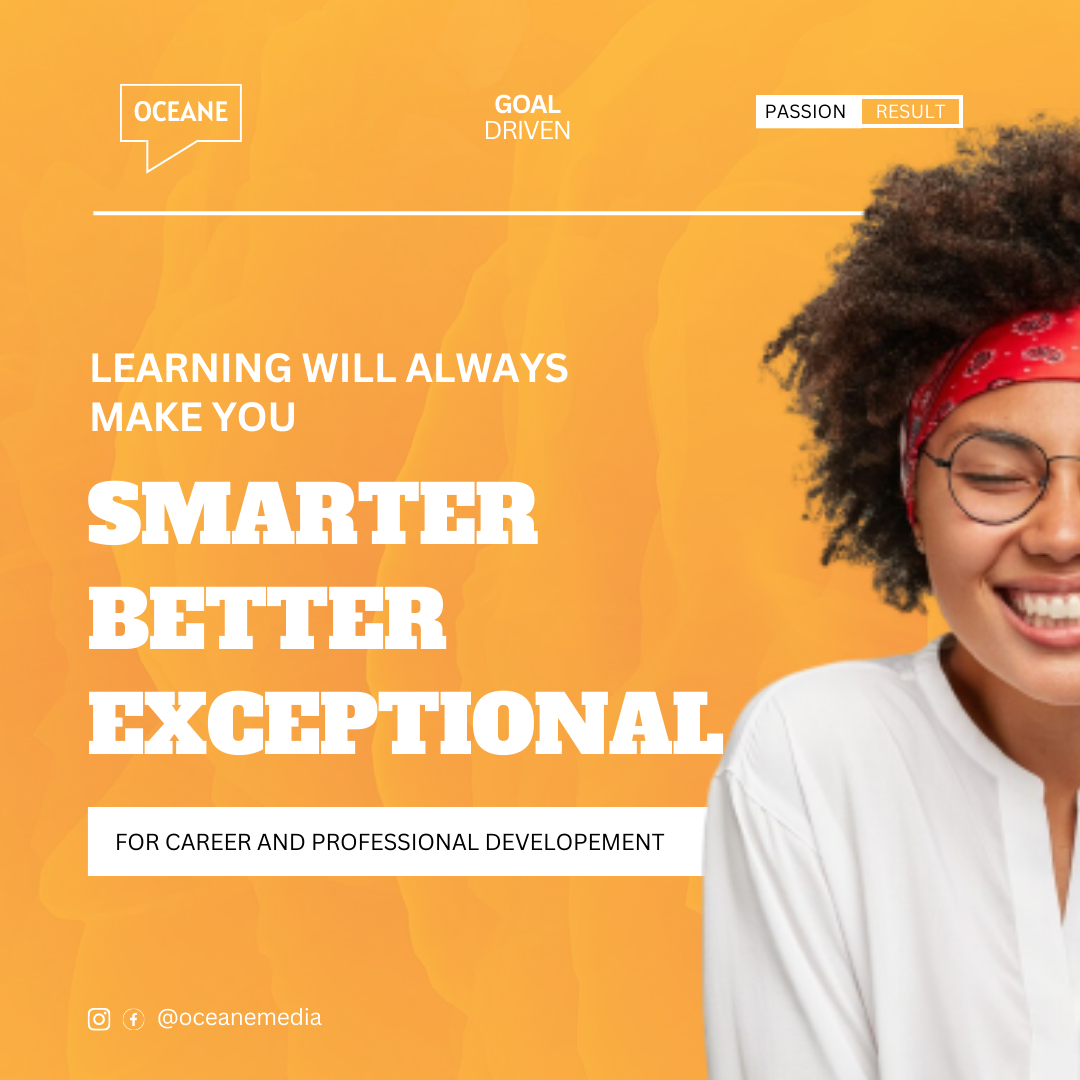 OCEANE
GOAL
DRIVEN
PASSION RESULT
LEARNING WILL ALWAYS
MAKE YOU
SMARTER
BETTER
EXCEPTIONAL
FOR CAREER AND PROFESSIONAL DEVELOPEMENT
@oceanemedia